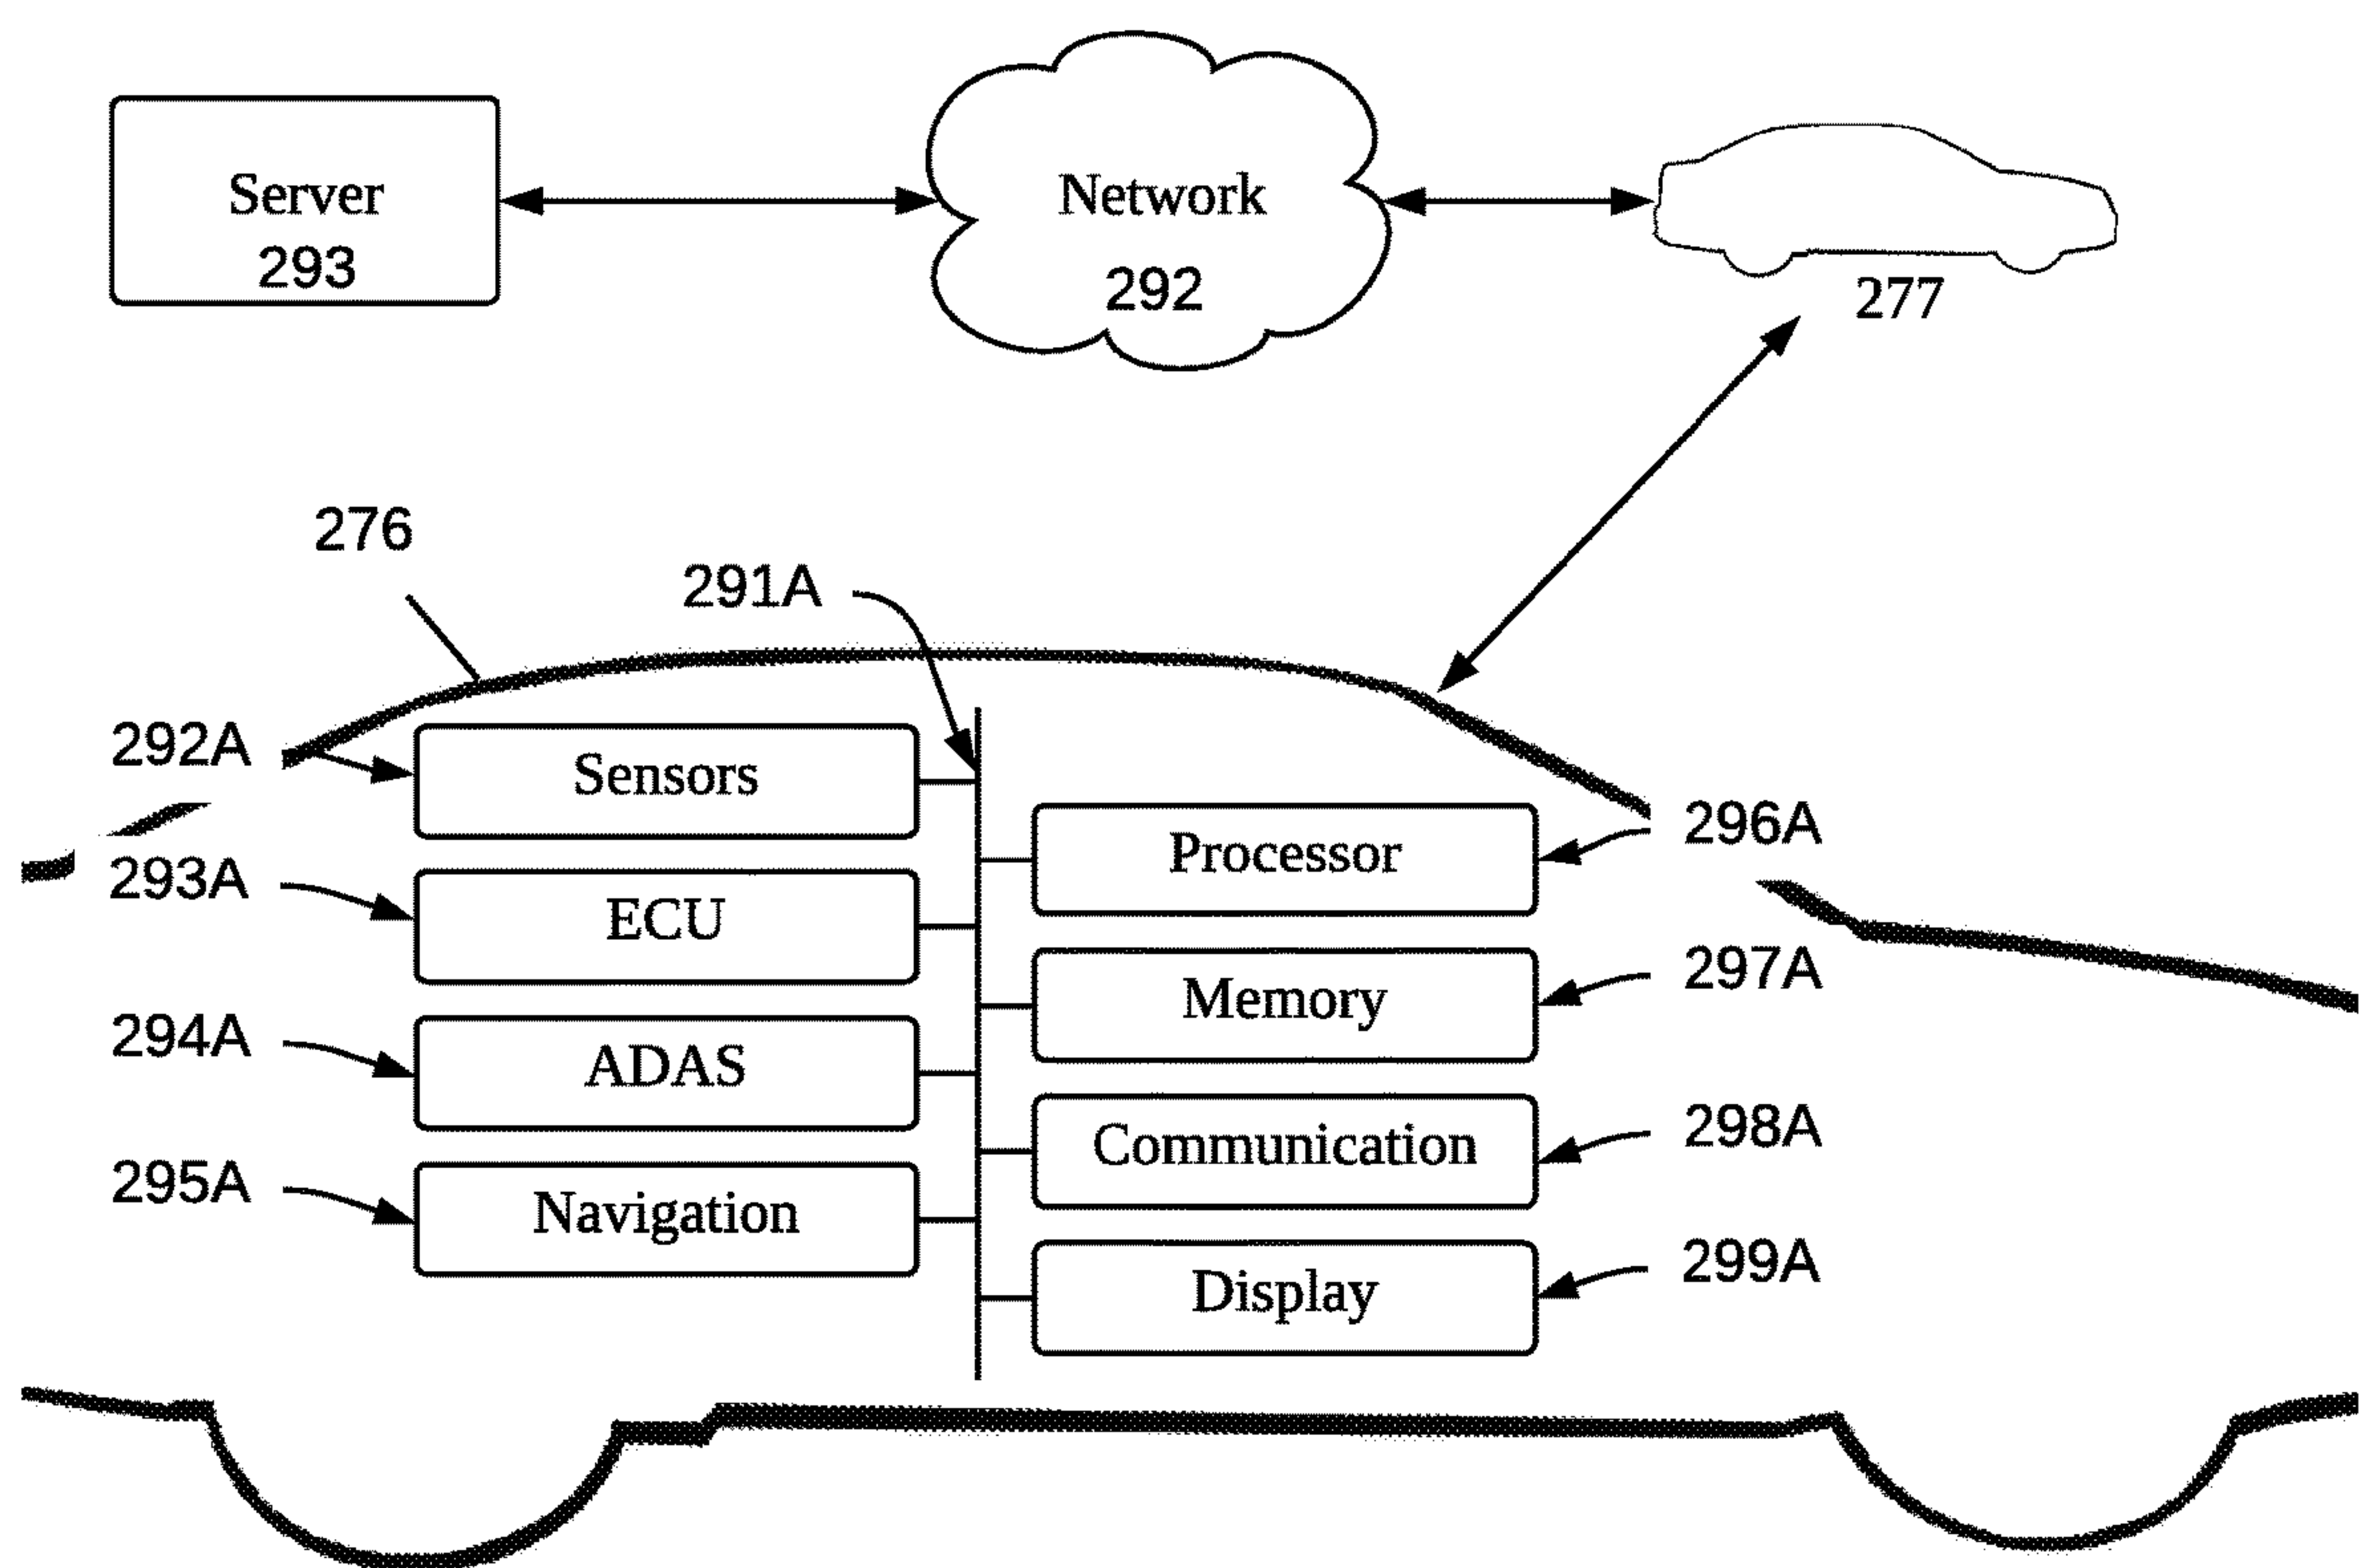 Server
293
Network
292
277
276
291A
292A
Sensors
293A
ECU
294A
ADAS
295A
Navigation
Processor
296A
Memory
297A
Communication
298A
Display
299A